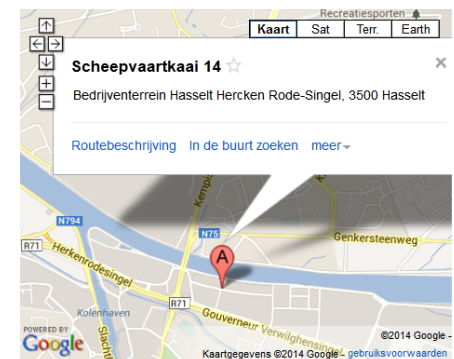 Recreatiesporten
Kaart Sat Terr. Earth
Scheepvaartkaai 14
Bedrijventerrein Hasselt Hercken Rode-Singel, 3500 Hasselt
Routebeschrijving In de buurt zoeken meer
N794
N75
Genkersteenweg
R71
Herkenrodesingel
A
R71
Kolenhaven
Gouverneur Verwilghensingel
POWERED BY
Google
©2014 Google -
Kaartgegevens ©2014 Google - gebruiksvoorwaarden